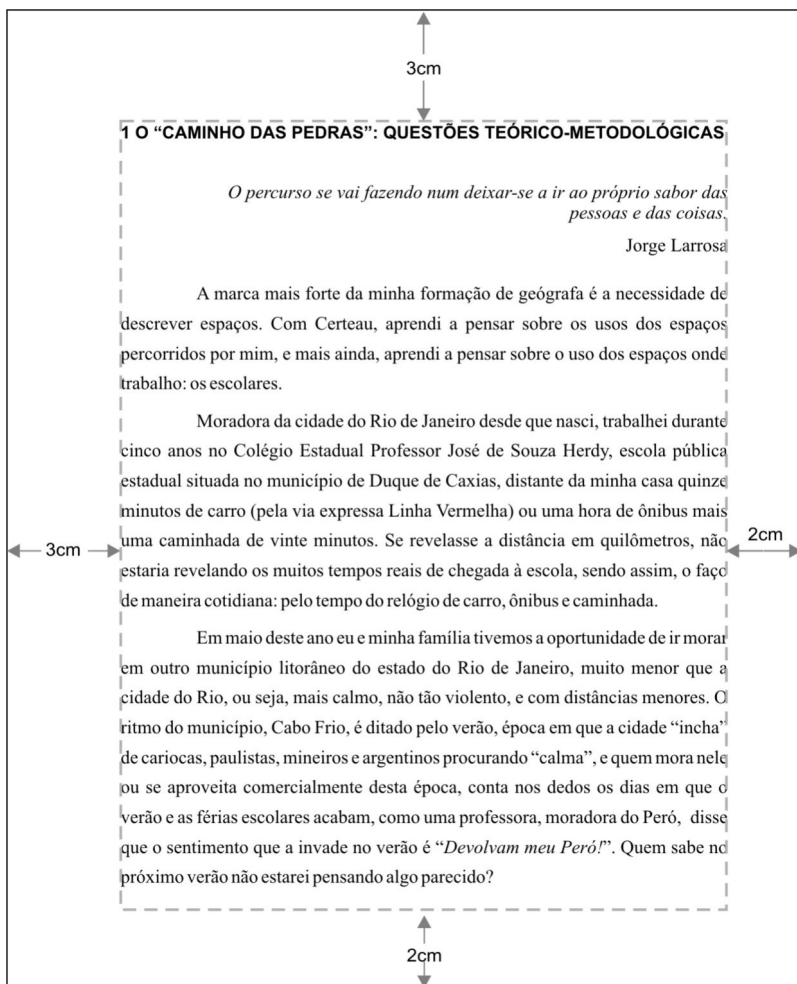 3cm
1 O “CAMINHO DAS PEDRAS”: QUESTÕES TEÓRICO-METODOLÓGICAS
O percurso se vai fazendo num deixar-se a ir ao próprio sabor das
pessoas e das coisas.
Jorge Larrosa
A marca mais forte da minha formação de geógrafa é a necessidade de
descrever espaços. Com Certeau, aprendi a pensar sobre os usos dos espaços
percorridos por mim, e mais ainda, aprendi a pensar sobre o uso dos espaços onde
trabalho: os escolares.
Moradora da cidade do Rio de Janeiro desde que nasci, trabalhei durante
cinco anos no Colégio Estadual Professor José de Souza Herdy, escola pública
estadual situada no município de Duque de Caxias, distante da minha casa quinze
minutos de carro (pela via expressa Linha Vermelha) ou uma hora de ônibus mais
uma caminhada de vinte minutos. Se revelasse a distância em quilômetros, não
3cm
2cm
estaria revelando os muitos tempos reais de chegada à escola, sendo assim, o faço
de maneira cotidiana: pelo tempo do relógio de carro, ônibus e caminhada.
Em maio deste ano eu e minha família tivemos a oportunidade de ir morar
em outro município litorâneo do estado do Rio de Janeiro, muito menor que a
cidade do Rio, ou seja, mais calmo, não tão violento, e com distâncias menores. O
ritmo do município, Cabo Frio, é ditado pelo verão, época em que a cidade “incha”
de cariocas, paulistas, mineiros e argentinos procurando “calma”, e quem mora nele
ou se aproveita comercialmente desta época, conta nos dedos os dias em que o
verão e as férias escolares acabam, como uma professora, moradora do Peró, disse
que o sentimento que a invade no verão é “Devolvam meu Peró!”. Quem sabe no
próximo verão não estarei pensando algo parecido?
2cm